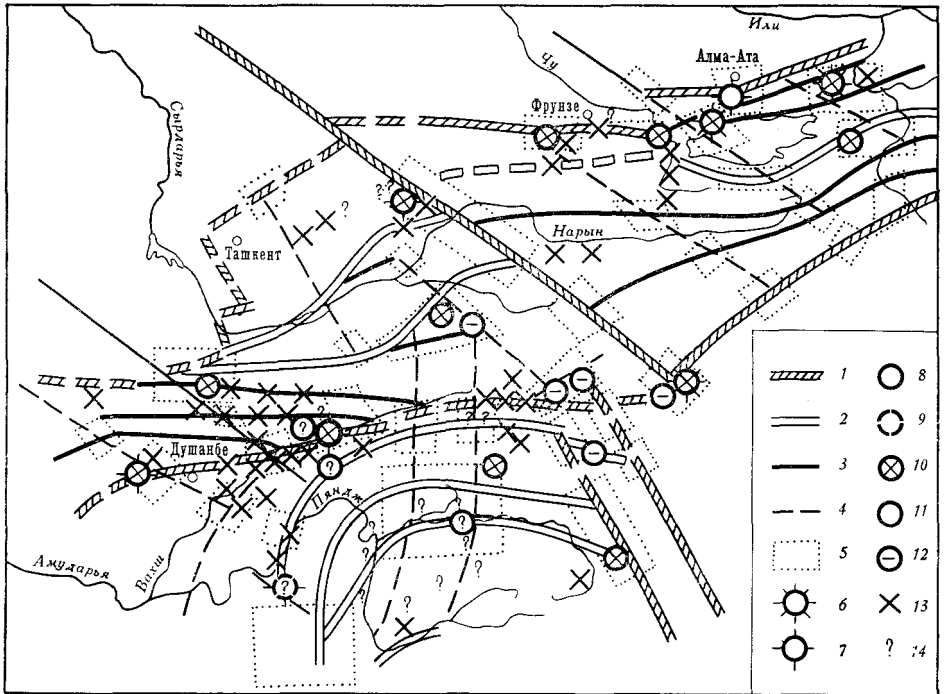 Или
Чу
Алма-Ата
Сырдарья
Фрунзе
? ?
?
Нарын
Ташкент
1
8
2
9
?
?
3
10
Душанбе
?
4
11
Пяндж
?
?
5
12
Амударья
Вахш
?
?
?
?
?
6
13
?
7
? 14